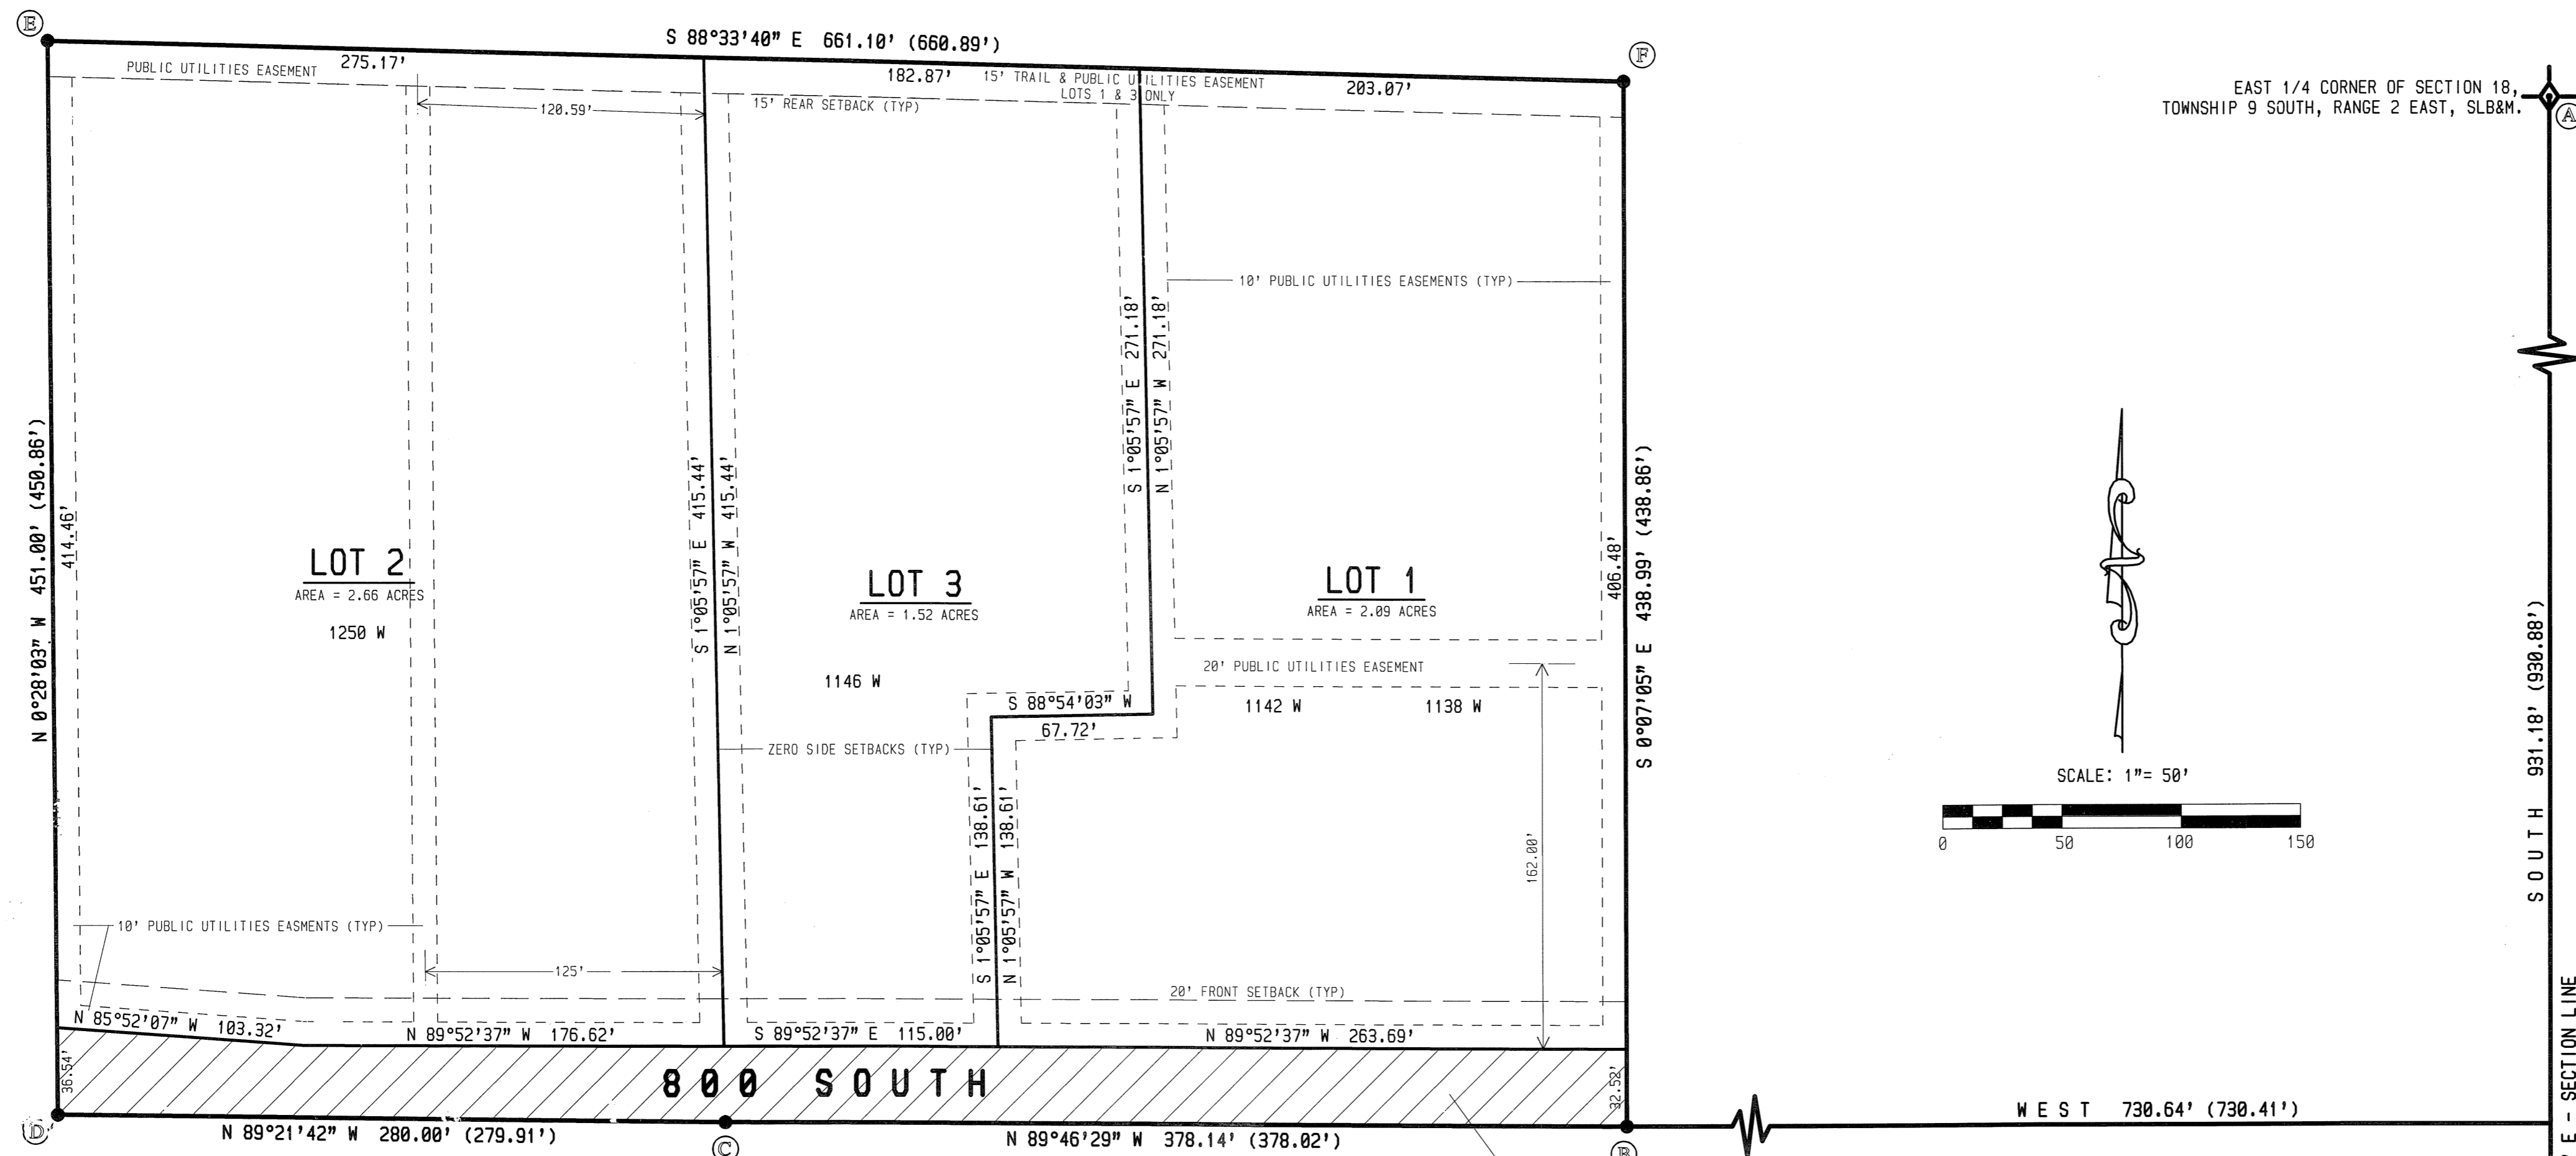 E
S 88°33'40" E 661.10' (660.89')
F
PUBLIC UTILITIES EASEMENT
275.17'
182.87'
15' TRAIL & PUBLIC UTILITIES EASEMENT
LOTS 1 & 3 ONLY
203.07'
120.59'
15' REAR SETBACK (TYP)
EAST 1/4 CORNER OF SECTION 18,
TOWNSHIP 9 SOUTH, RANGE 2 EAST, SLB&M.
A
10' PUBLIC UTILITIES EASEMENTS (TYP)
N 0°28'03" W 451.00' (450.86')
414.46'
S 1°05'57" E 415.44'
N 1°05'57" W 415.44'
S 1°05'57" E 271.18'
N 1°05'57" W 271.18'
406.48'
S 0°07'05" E 438.99' (438.86')
LOT 2
AREA = 2.66 ACRES
1250 W
LOT 3
AREA = 1.52 ACRES
1146 W
LOT 1
AREA = 2.09 ACRES
20' PUBLIC UTILITIES EASEMENT
1142 W
1138 W
S 88°54'03" W
67.72'
ZERO SIDE SETBACKS (TYP)
S 1°05'57" E 138.61'
N 1°05'57" W 138.61'
162.00'
SCALE: 1"= 50'
0 50 100 150
SOUTH 931.18' (930.88')
10' PUBLIC UTILITIES EASMENTS (TYP)
125'
20' FRONT SETBACK (TYP)
N 85°52'07" W 103.32'
N 89°52'37" W 176.62'
S 89°52'37" E 115.00'
N 89°52'37" W 263.69'
36.54'
800 SOUTH
32.52'
D
N 89°21'42" W 280.00' (279.91')
C
N 89°46'29" W 378.14' (378.02')
B
WEST 730.64' (730.41')
E - SECTION LINE